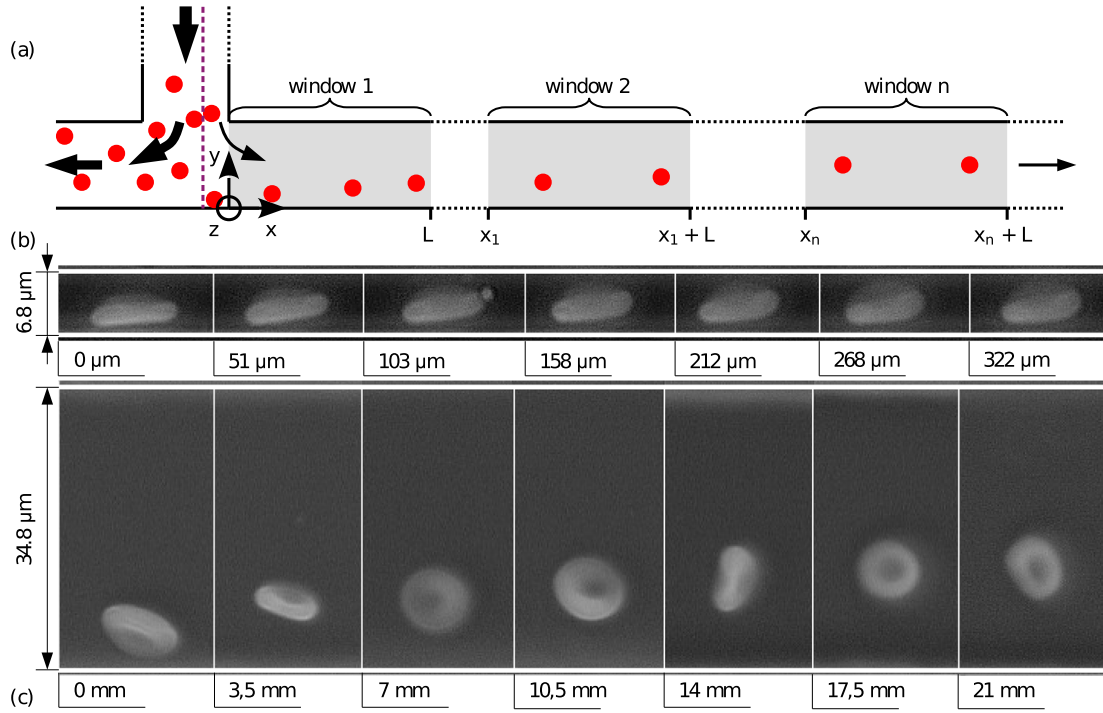 (a)
window 1 window 2 window n
y
z x L x₁ x₁ + L xₙ xₙ + L
(b)
6.8 µm
0 µm 51 µm 103 µm 158 µm 212 µm 268 µm 322 µm
34.8 µm
(c)
0 mm 3,5 mm 7 mm 10,5 mm 14 mm 17,5 mm 21 mm